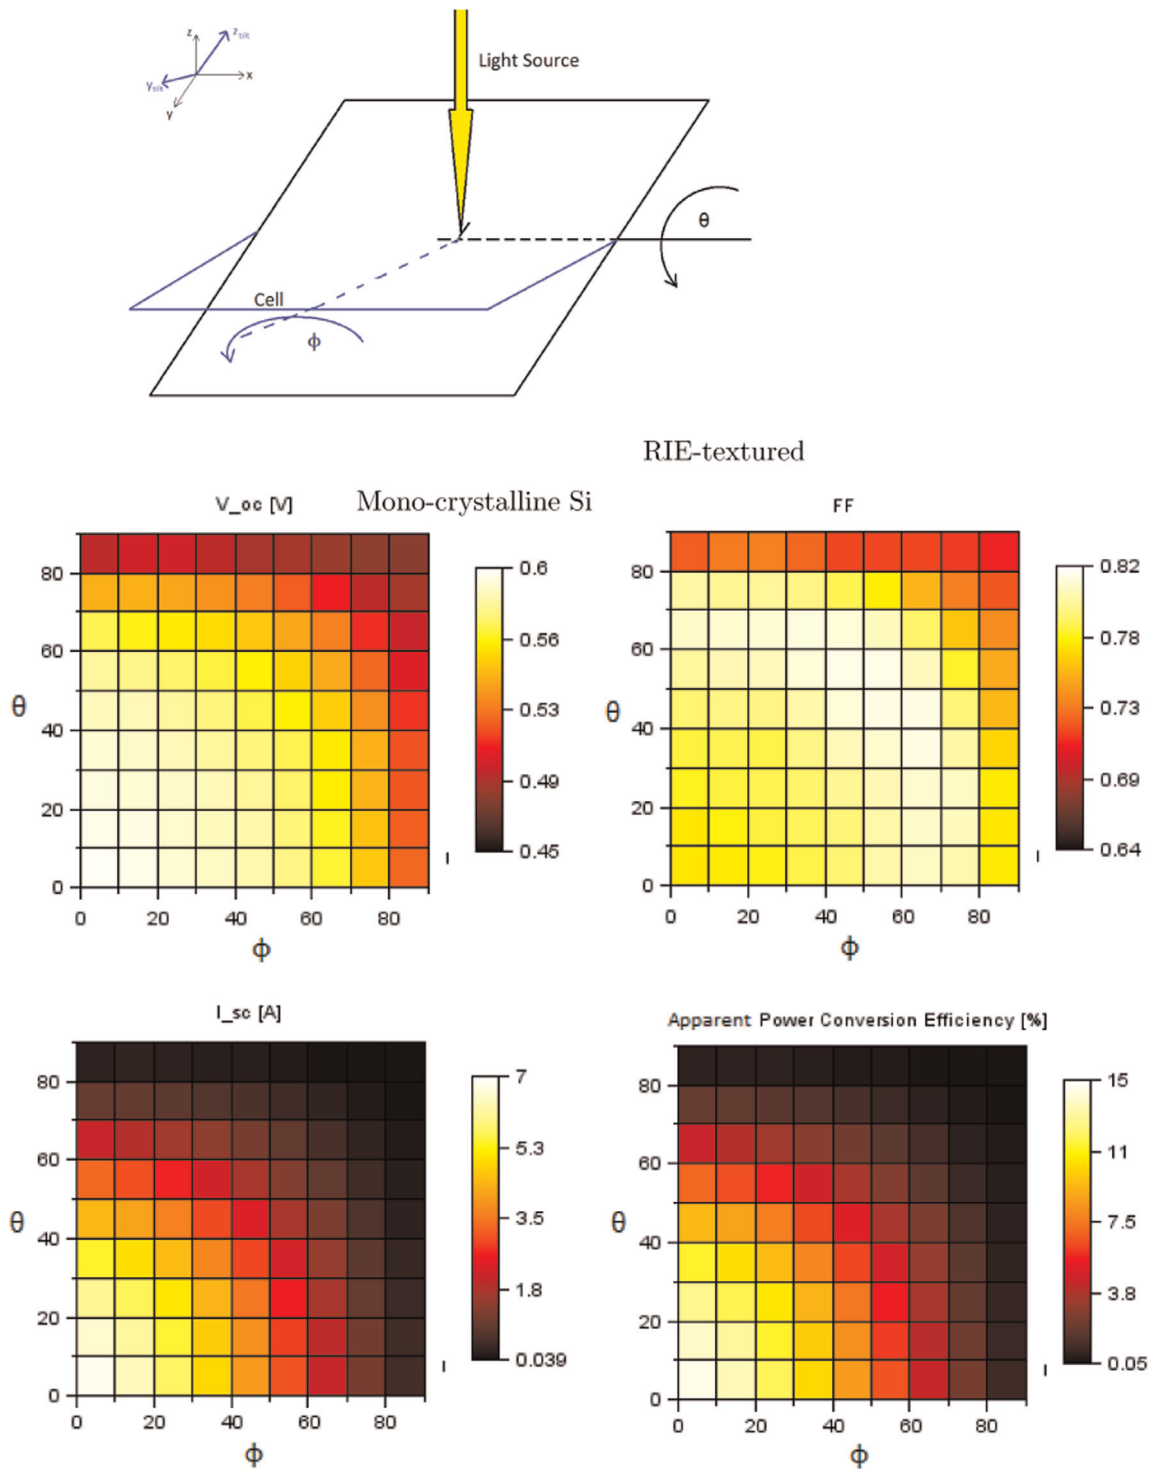 z
z tilt
x
y tilt
y
Light Source
θ
Cell
ϕ
RIE-textured
Mono-crystalline Si
V_oc [V]
80
60
40
20
0
θ
0 20 40 60 80
ϕ
0.6
0.56
0.53
0.49
0.45
FF
80
60
40
20
0
θ
0 20 40 60 80
ϕ
0.82
0.78
0.73
0.69
0.64
I_sc [A]
80
60
40
20
0
θ
0 20 40 60 80
ϕ
7
5.3
3.5
1.8
0.039
Apparent Power Conversion Efficiency [%]
80
60
40
20
0
θ
0 20 40 60 80
ϕ
15
11
7.5
3.8
0.05